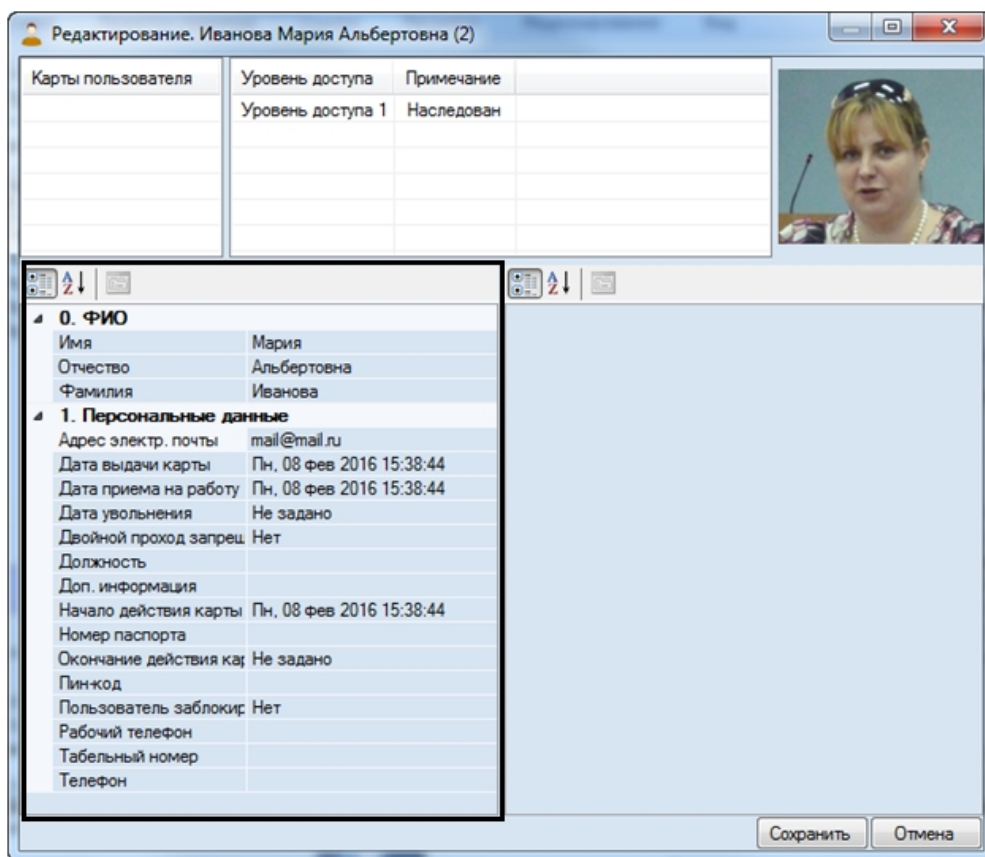 Редактирование. Иванова Мария Альбертовна (2)
Карты пользователя Уровень доступа Примечание
Уровень доступа 1 Наследован
0. ФИО
Имя Мария
Отчество Альбертовна
Фамилия Иванова
1. Персональные данные
Адрес электр. почты mail@mail.ru
Дата выдачи карты Пн, 08 фев 2016 15:38:44
Дата приема на работу Пн, 08 фев 2016 15:38:44
Дата увольнения Не задано
Двойной проход запрещ Нет
Должность
Доп. информация
Начало действия карты Пн, 08 фев 2016 15:38:44
Номер паспорта
Окончание действия кар Не задано
Пин-код
Пользователь заблокир Нет
Рабочий телефон
Табельный номер
Телефон
Сохранить Отмена